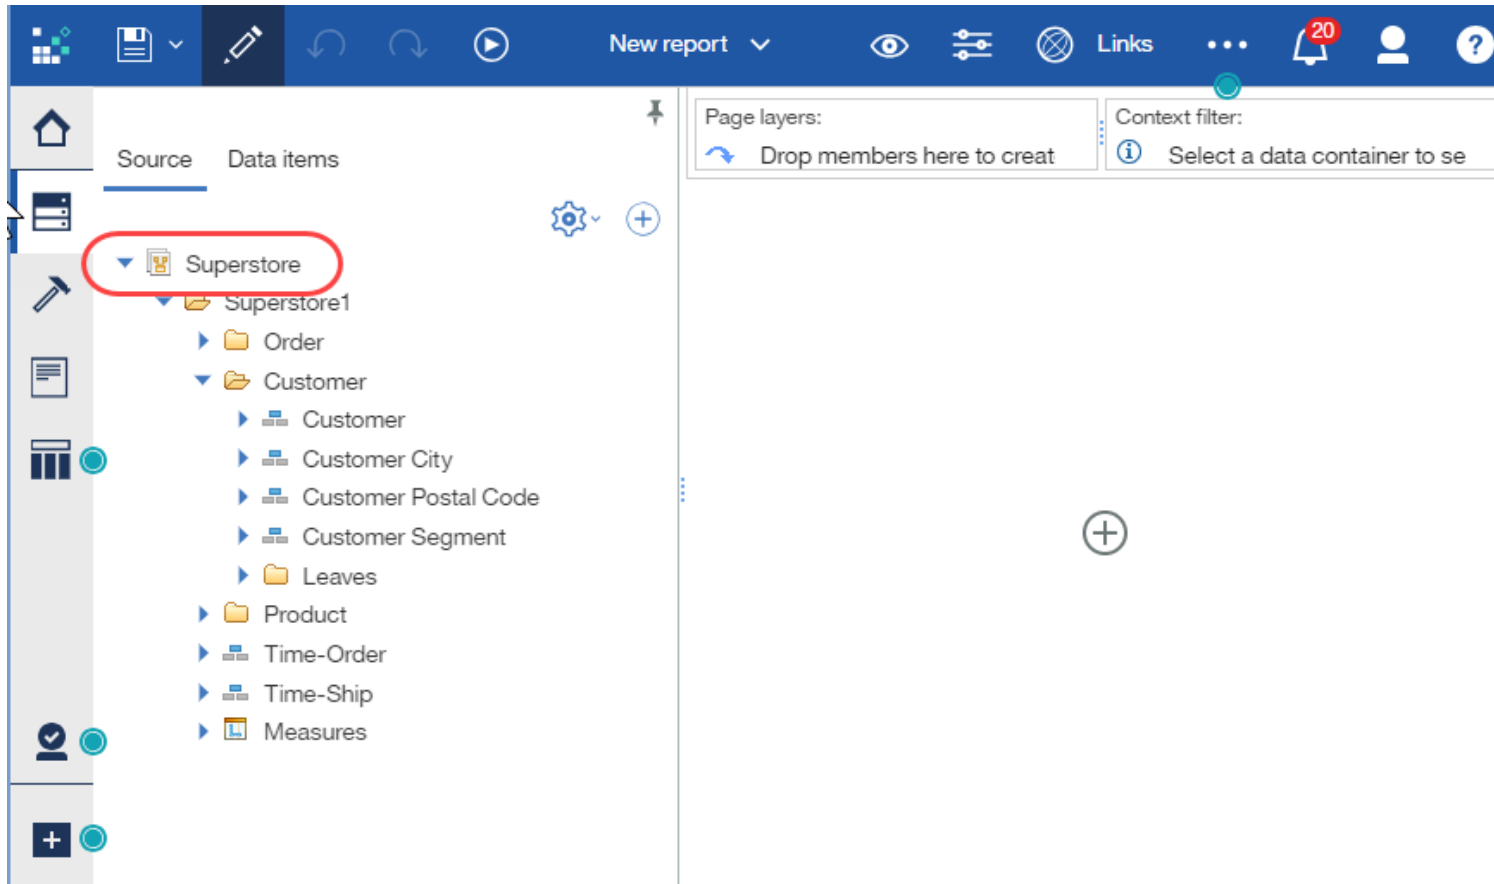 New report
Links
20
?
Page layers:
Drop members here to creat
Context filter:
Select a data container to se
Source
Data items
Superstore
Superstore1
Order
Customer
Customer
Customer City
Customer Postal Code
Customer Segment
Leaves
Product
Time-Order
Time-Ship
Measures